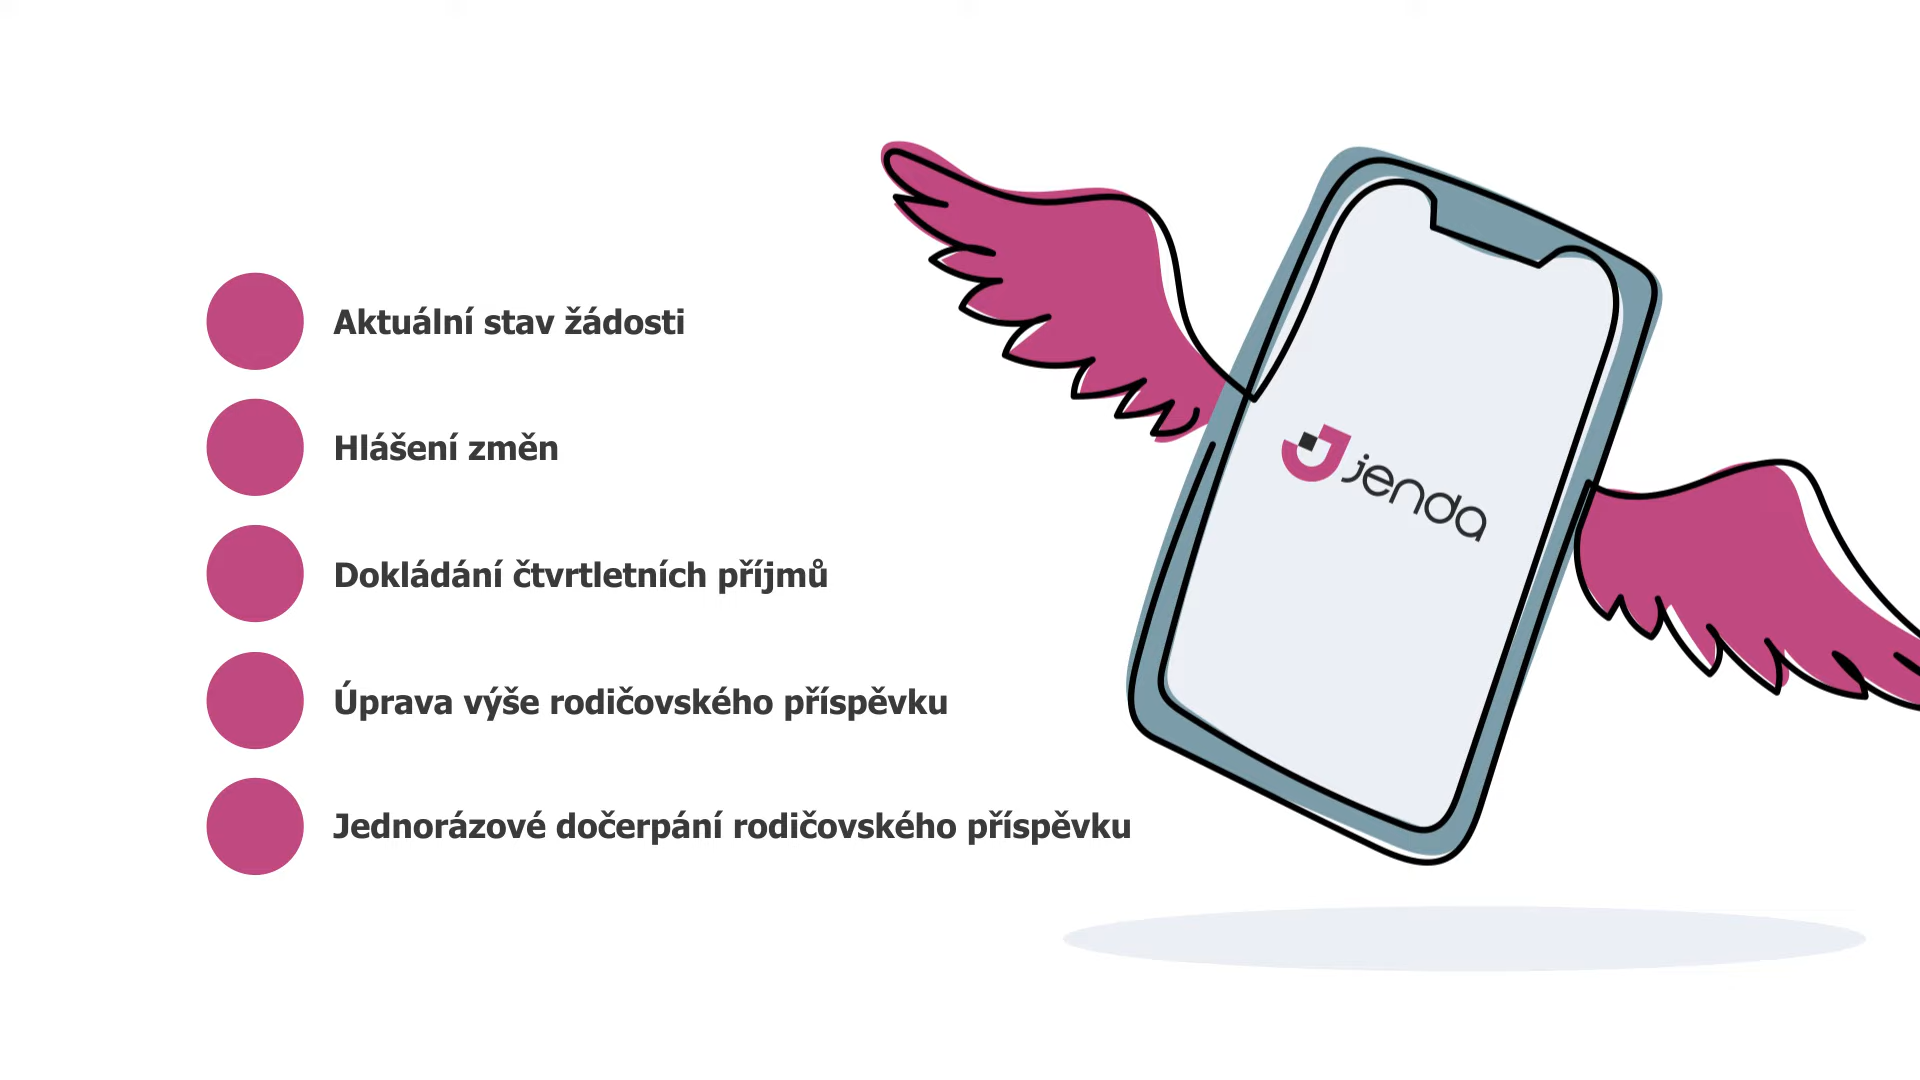 Aktuální stav žádosti
Hlášení změn
Dokládání čtvrtletních příjmů
Úprava výše rodičovského příspěvku
Jednorázové dočerpání rodičovského příspěvku
jenda